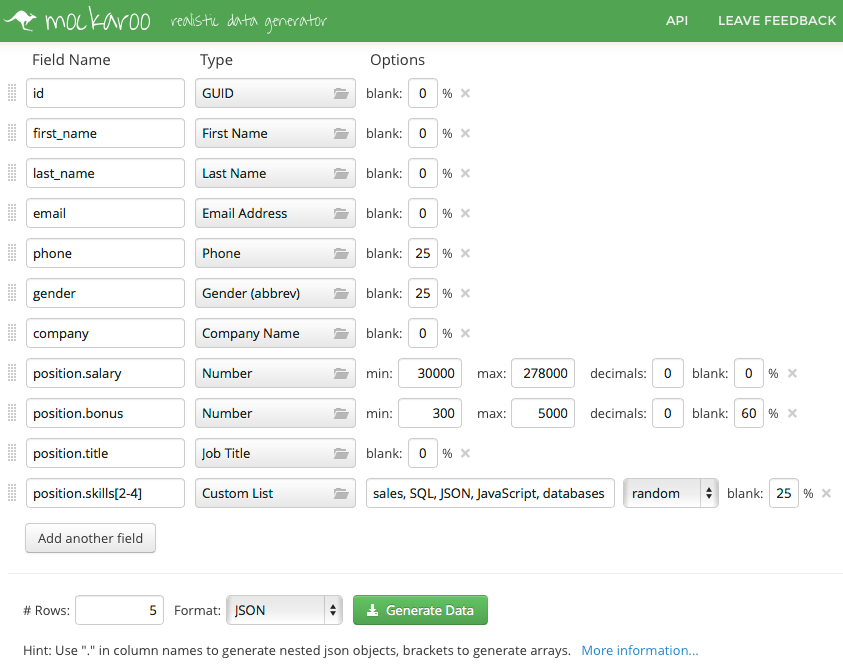 mockaroo realistic data generator API LEAVE FEEDBACK
Field Name Type Options
id GUID blank: 0 %
first_name First Name blank: 0 %
last_name Last Name blank: 0 %
email Email Address blank: 0 %
phone Phone blank: 25 %
gender Gender (abbrev) blank: 25 %
company Company Name blank: 0 %
position.salary Number min: 30000 max: 278000 decimals: 0 blank: 0 %
position.bonus Number min: 300 max: 5000 decimals: 0 blank: 60 %
position.title Job Title blank: 0 %
position.skills[2-4] Custom List sales, SQL, JSON, JavaScript, databases random blank: 25 %
Add another field
# Rows: 5 Format: JSON Generate Data
Hint: Use "." in column names to generate nested json objects, brackets to generate arrays. More information...